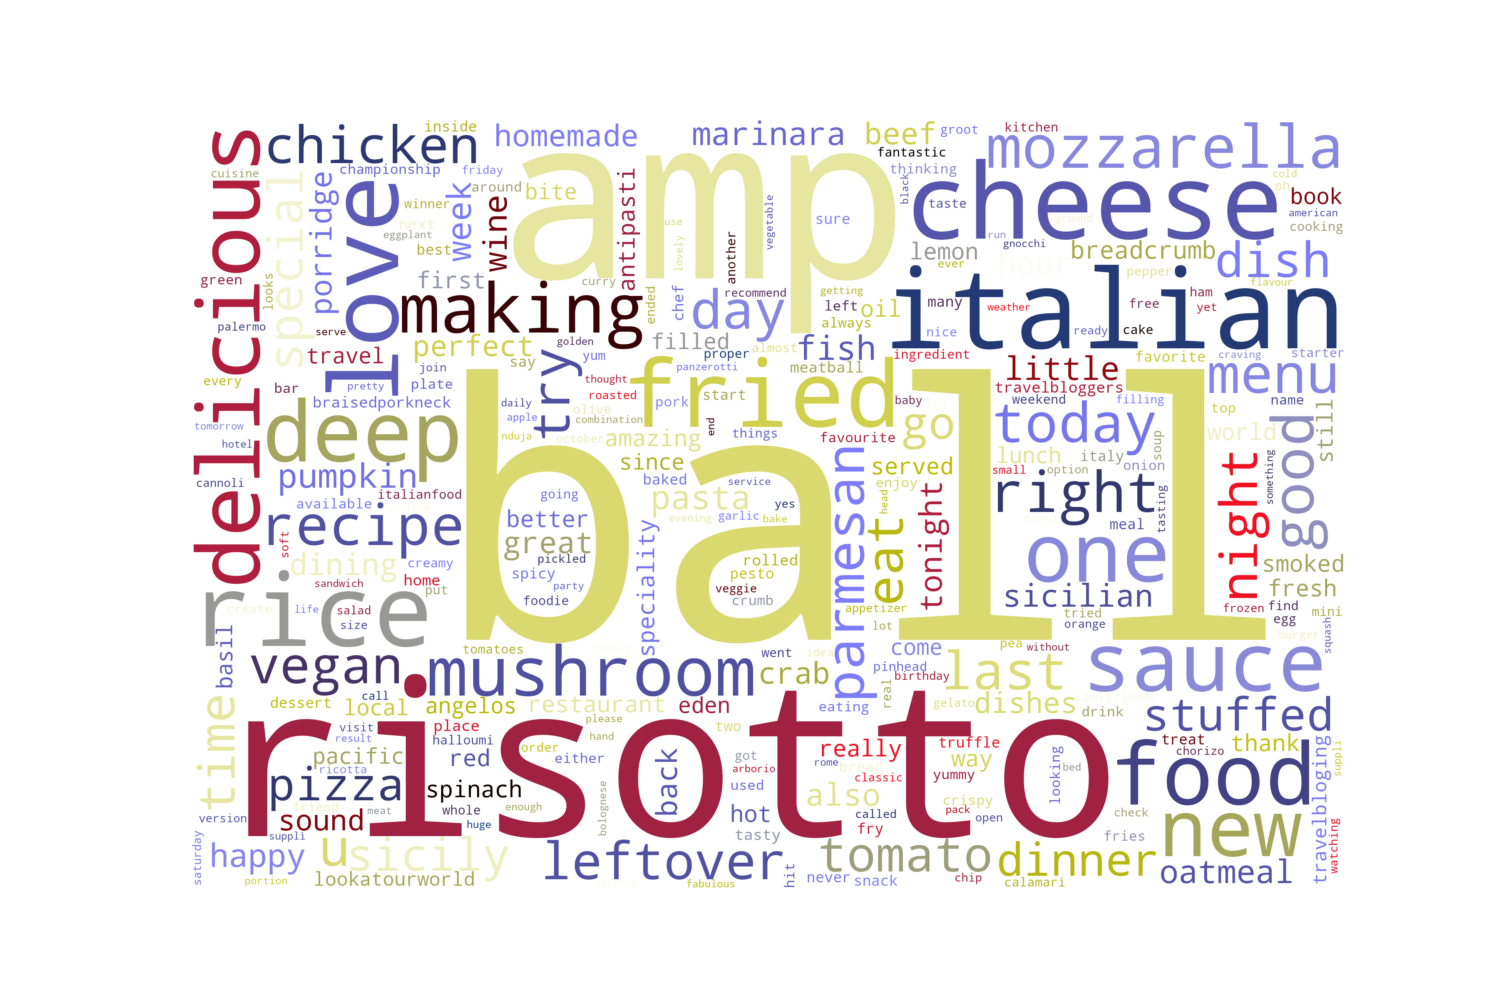 delicious
chicken
inside
homemade
marinara
beef
groot
kitchen
mozzarella
cuisine
championship
friday
amp
fantastic
thinking
cheese
cold
oh
special
porridge
love
winner
around
week
wine
bite
antipasti
sure
black
taste
book
american
cooking
next
eggplant
best
first
another
vegetable
use
lovely
lemon
run
ground
gnocchi
breadcrumb
dish
green
looks
curry
chef
recommend
getting
ever
hour
pepper
flavour
making
day
left
oil
italian
many
weather
free
ham
yet
palermo
serve
perfect
golden
filled
ended
always
nice
ready
cake
travel
join
say
try
proper
almost
fish
ingredient
little
favorite
craving
starter
every
bar
pretty
plate
yum
thought
panzerotti
meatball
travelbloggers
menu
tomorrow
braisedporkneck
daily
roasted
fried
pork
start
baby
weekend
filling
top
name
deep
apple
olive
combination
hotel
nduja
october
amazing
end
things
favourite
go
today
world
still
pumpkin
cannoli
since
served
lunch
italy
onion
soup
good
baked
service
enjoy
small
option
right
night
something
available
italianfood
going
pasta
yes
head
tonight
meal
tasting
recipe
better
evening
garlic
bake
eat
parmesan
one
soft
great
pickled
rolled
smoked
dining
creamy
spicy
party
pesto
speciality
veggie
sandwich
home
put
foodie
crumb
appetizer
sicilian
fresh
rice
create
life
salad
size
ball
lot
tried
orange
frozen
find
egg
mini
burger
squash
basil
vegan
tomatoes
mushroom
went
idea
crab
come
pinhead
pea
without
last
sauce
birthday
real
dessert
call
local
angelos
restaurant
eden
eating
gelato
dishes
drink
stuffed
time
visit
place
please
hand
two
result
halloumi
order
really
truffle
treat
chorizo
thank
pacific
ricotta
red
either
back
got
arborio
rome
bread
classic
yummy
way
looking
bed
food
suppli
pizza
spinach
risotto
friend
meat
whole
enough
bolognese
used
also
crispy
pack
check
version
sound
huge
hot
tasty
called
fry
open
fries
new
travelbloging
watching
saturday
suppli
happy
u
sicily
leftover
tomato
dinner
oatmeal
portion
lookatourworld
fabulous
hit
never
snack
chip
calamari